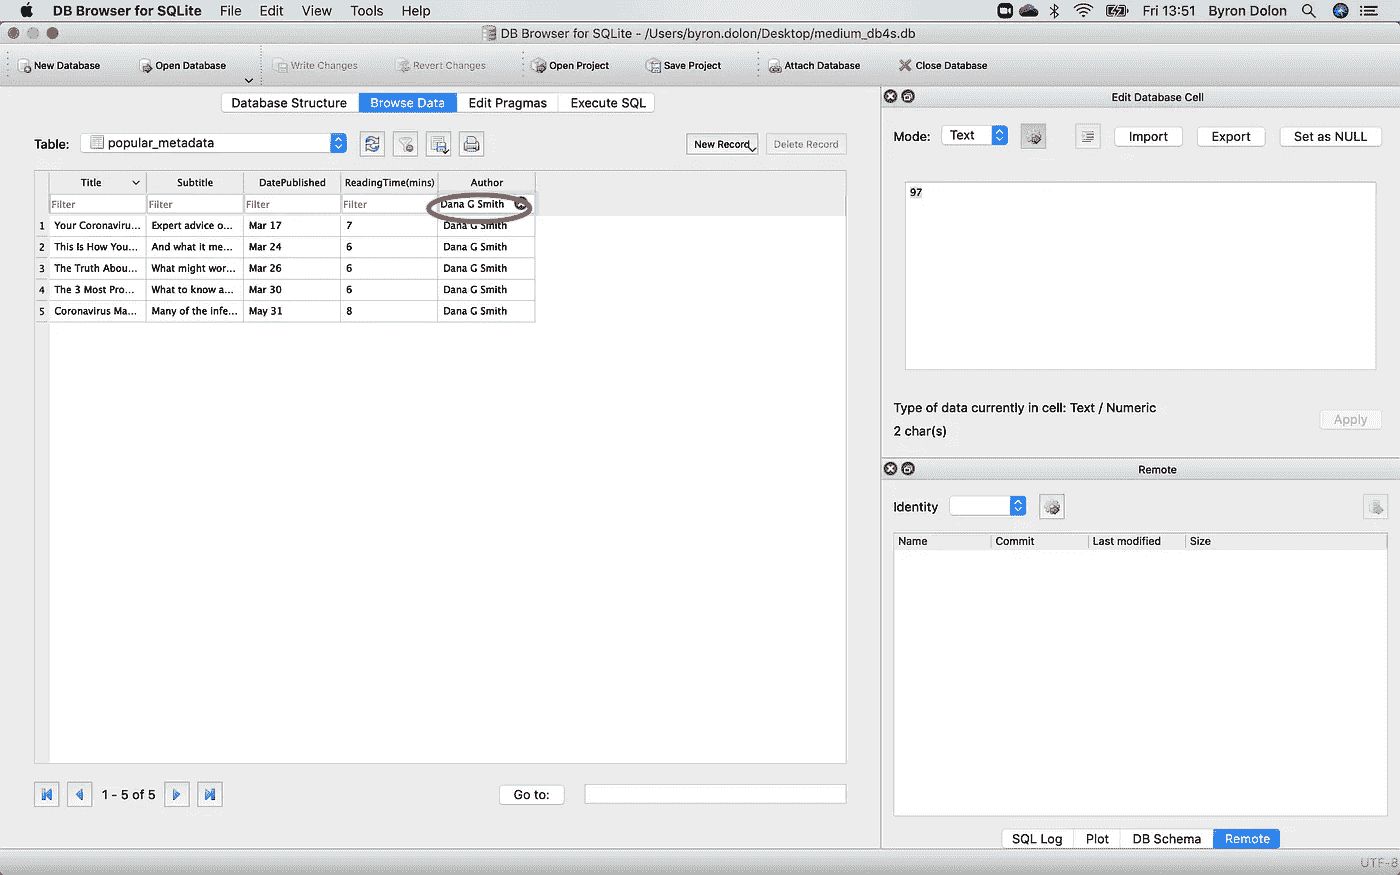 DB Browser for SQLite File Edit View Tools Help Fri 13:51 Byron Dolon
DB Browser for SQLite - /Users/byron.dolon/Desktop/medium_db4s.db
New Database Open Database Write Changes Revert Changes Open Project Save Project Attach Database Close Database
Database Structure Browse Data Edit Pragmas Execute SQL
Table: popular_metadata New Record Delete Record
Title Subtitle DatePublished ReadingTime(mins) Author
Filter Filter Filter Filter Dana G Smith
1 Your Coronaviru... Expert advice o... Mar 17 7 Dana G Smith
2 This Is How You... And what it me... Mar 24 6 Dana G Smith
3 The Truth Abou... What might wor... Mar 26 6 Dana G Smith
4 The 3 Most Pro... What to know a... Mar 30 6 Dana G Smith
5 Coronavirus Ma... Many of the infe... May 31 8 Dana G Smith
1 - 5 of 5 Go to:
Edit Database Cell
Mode: Text Import Export Set as NULL
97
Type of data currently in cell: Text / Numeric
2 char(s)
Apply
Remote
Identity
Name Commit Last modified Size
SQL Log Plot DB Schema Remote
UTF-8